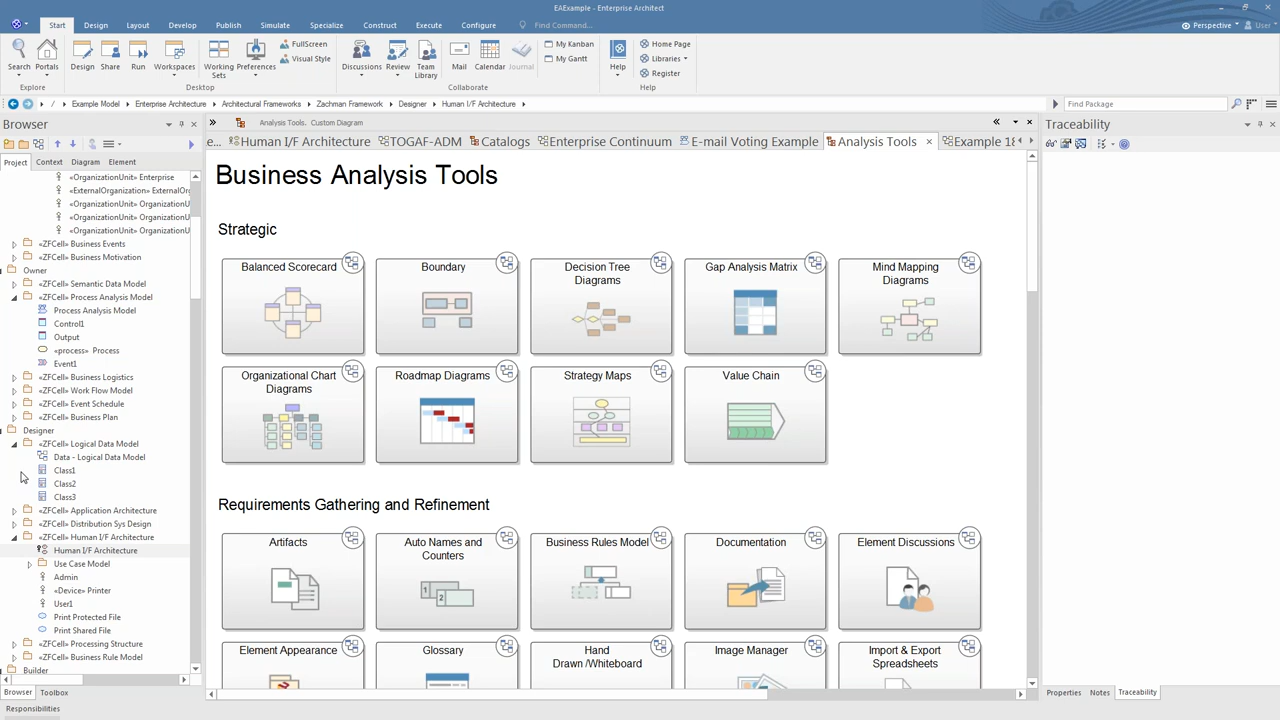 EAExample - Enterprise Architect
Start Design Layout Develop Publish Simulate Specialize Construct Execute Configure Find Command... Perspective User
Search Portals Design Share Run Workspaces Working Sets Preferences FullScreen Visual Style Discussions Review Team Library Mail Calendar Journal My Kanban My Gantt Help Home Page Libraries Register
Explore Desktop Collaborate Help
/ Example Model Enterprise Architecture Architectural Frameworks Zachman Framework Designer Human I/F Architecture Find Package
Browser
Project Context Diagram Element
«OrganizationUnit» Enterprise
«ExternalOrganization» ExternalOrg
«OrganizationUnit» OrganizationU
«OrganizationUnit» OrganizationU
«OrganizationUnit» OrganizationU
«ZFCell» Business Events
«ZFCell» Business Motivation
Owner
«ZFCell» Semantic Data Model
«ZFCell» Process Analysis Model
Process Analysis Model
Control1
Output
«process» Process
Event1
«ZFCell» Business Logistics
«ZFCell» Work Flow Model
«ZFCell» Event Schedule
«ZFCell» Business Plan
Designer
«ZFCell» Logical Data Model
Data - Logical Data Model
Class1
Class2
Class3
«ZFCell» Application Architecture
«ZFCell» Distribution Sys Design
«ZFCell» Human I/F Architecture
Human I/F Architecture
Use Case Model
Admin
«Device» Printer
User1
Print Protected File
Print Shared File
«ZFCell» Processing Structure
«ZFCell» Business Rule Model
Builder
Browser Toolbox
Responsibilities
Analysis Tools. Custom Diagram
e... Human I/F Architecture TOGAF-ADM Catalogs Enterprise Continuum E-mail Voting Example Analysis Tools Example 18
Business Analysis Tools
Strategic
Balanced Scorecard
Boundary
Decision Tree
Diagrams
Gap Analysis Matrix
Mind Mapping
Diagrams
Organizational Chart
Diagrams
Roadmap Diagrams
Strategy Maps
Value Chain
Requirements Gathering and Refinement
Artifacts
Auto Names and
Counters
1
2
Business Rules Model
Documentation
Element Discussions
Element Appearance
Glossary
Hand
Drawn /Whiteboard
Image Manager
Import & Export
Spreadsheets
Traceability
Properties Notes Traceability